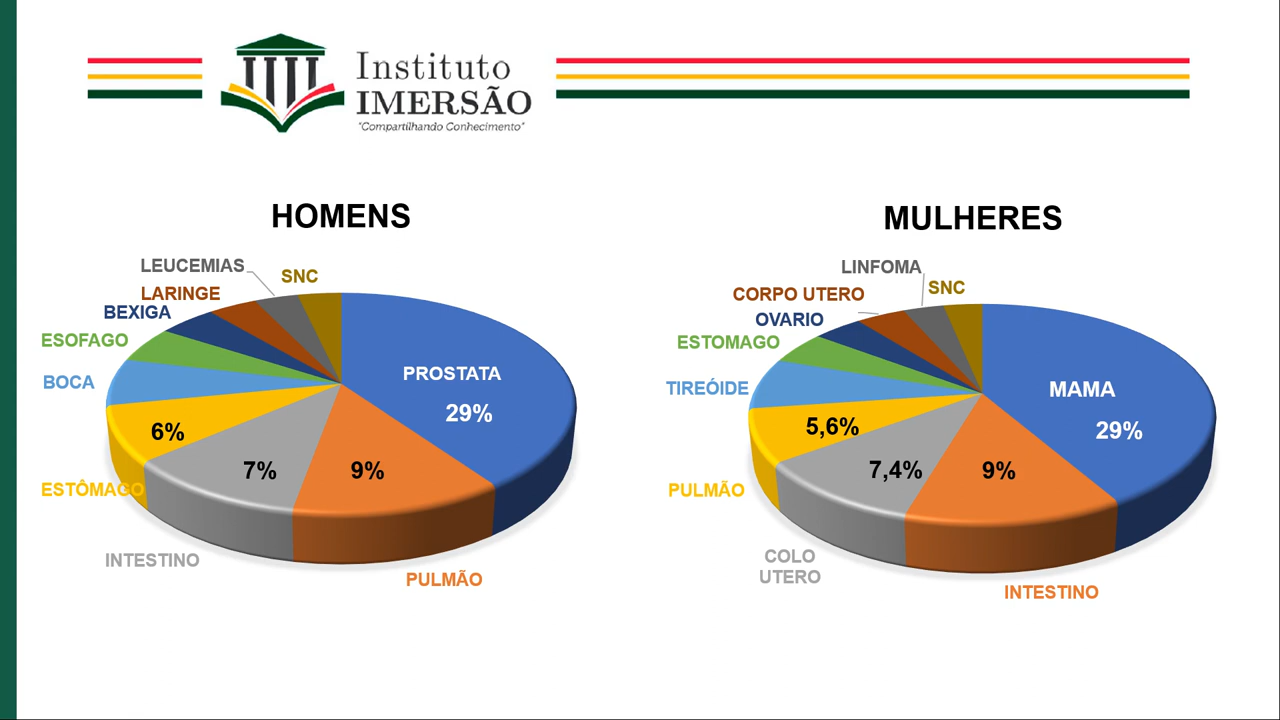 Instituto
IMERSÃO
"Compartilhando Conhecimento"
HOMENS
LEUCEMIAS
SNC
LARINGE
BEXIGA
ESOFAGO
BOCA
PROSTATA
29%
6%
7%
9%
ESTÔMAGO
INTESTINO
PULMÃO
MULHERES
LINFOMA
SNC
CORPO UTERO
OVARIO
ESTOMAGO
TIREÓIDE
MAMA
29%
5,6%
7,4%
9%
PULMÃO
COLO
UTERO
INTESTINO